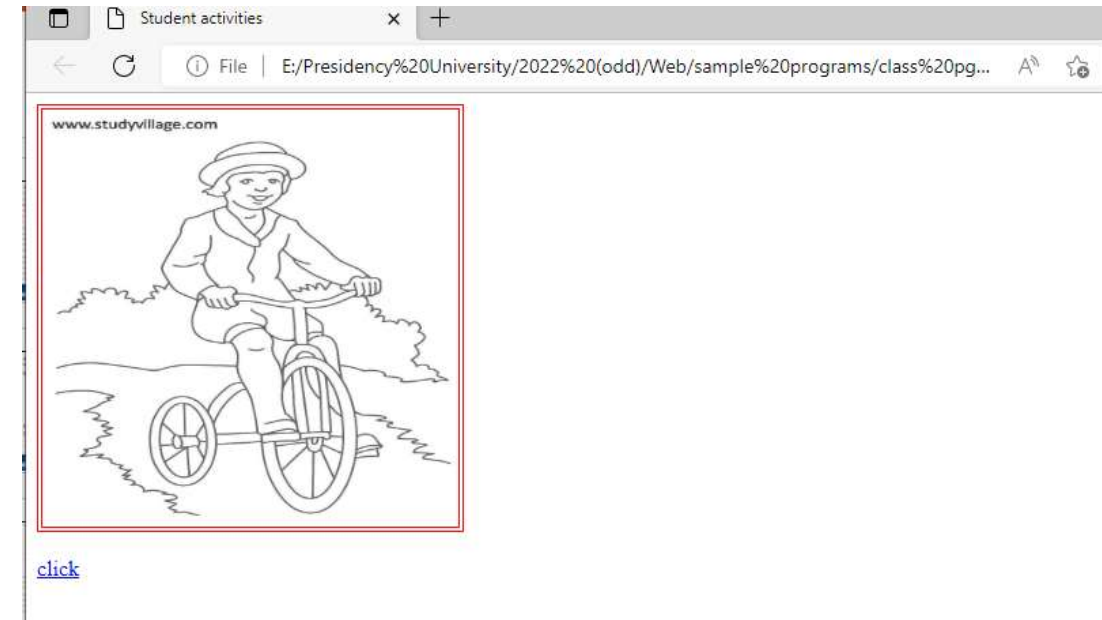 Student activities
File | E:/Presidency%20University/2022%20(odd)/Web/sample%20programs/class%20pg...
www.studyvillage.com
click